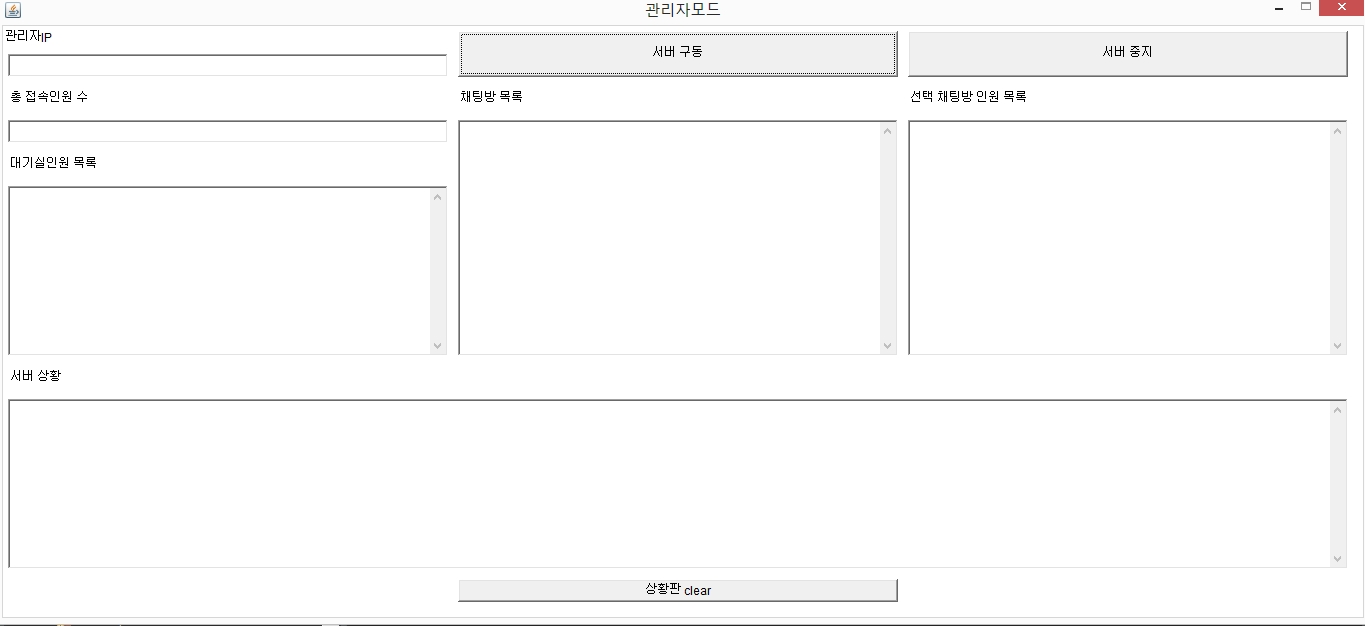 관리자모드
관리자IP
서버 구동
서버 중지
총 접속인원 수
채팅방 목록
선택 채팅방 인원 목록
대기실인원 목록
서버 상황
상황판 clear